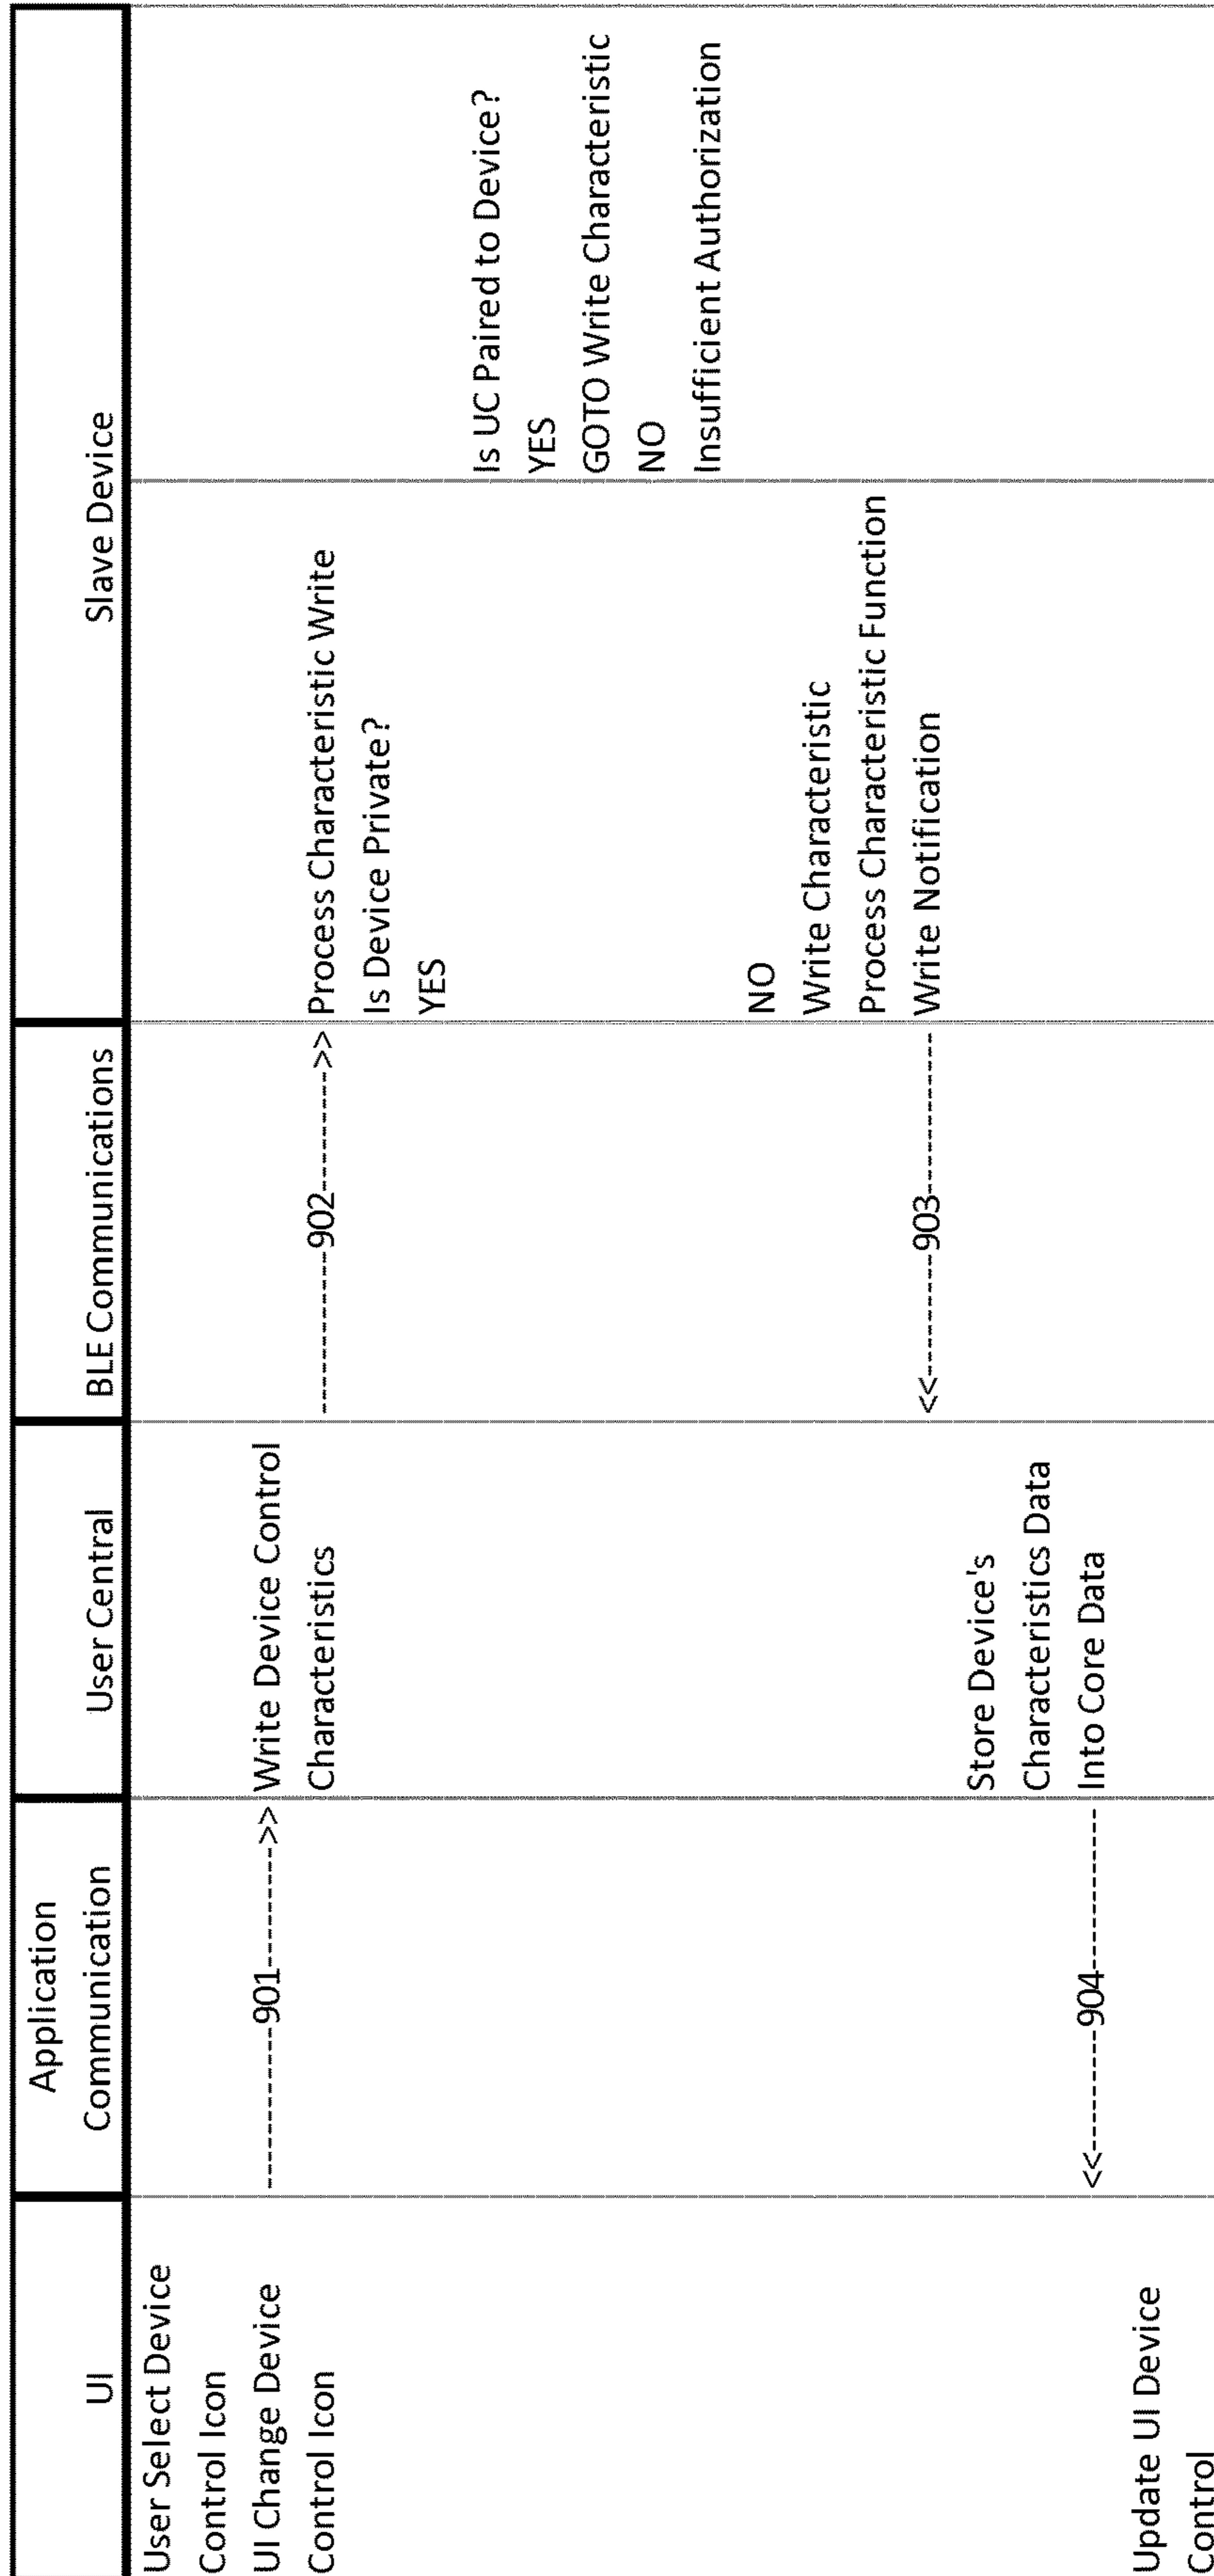 UI
Application
Communication
User Central
BLE Communications
Slave Device
User Select Device
Control Icon
UI Change Device
Control Icon
--------901-------->>
Write Device Control
Characteristics
--------902-------->>
Process Characteristic Write
Is Device Private?
YES
Is UC Paired to Device?
YES
GOTO Write Characteristic
NO
Insufficient Authorization
NO
Write Characteristic
Process Characteristic Function
Write Notification
<<--------903---------
Store Device's
Characteristics Data
Into Core Data
<<--------904---------
Update UI Device
Control